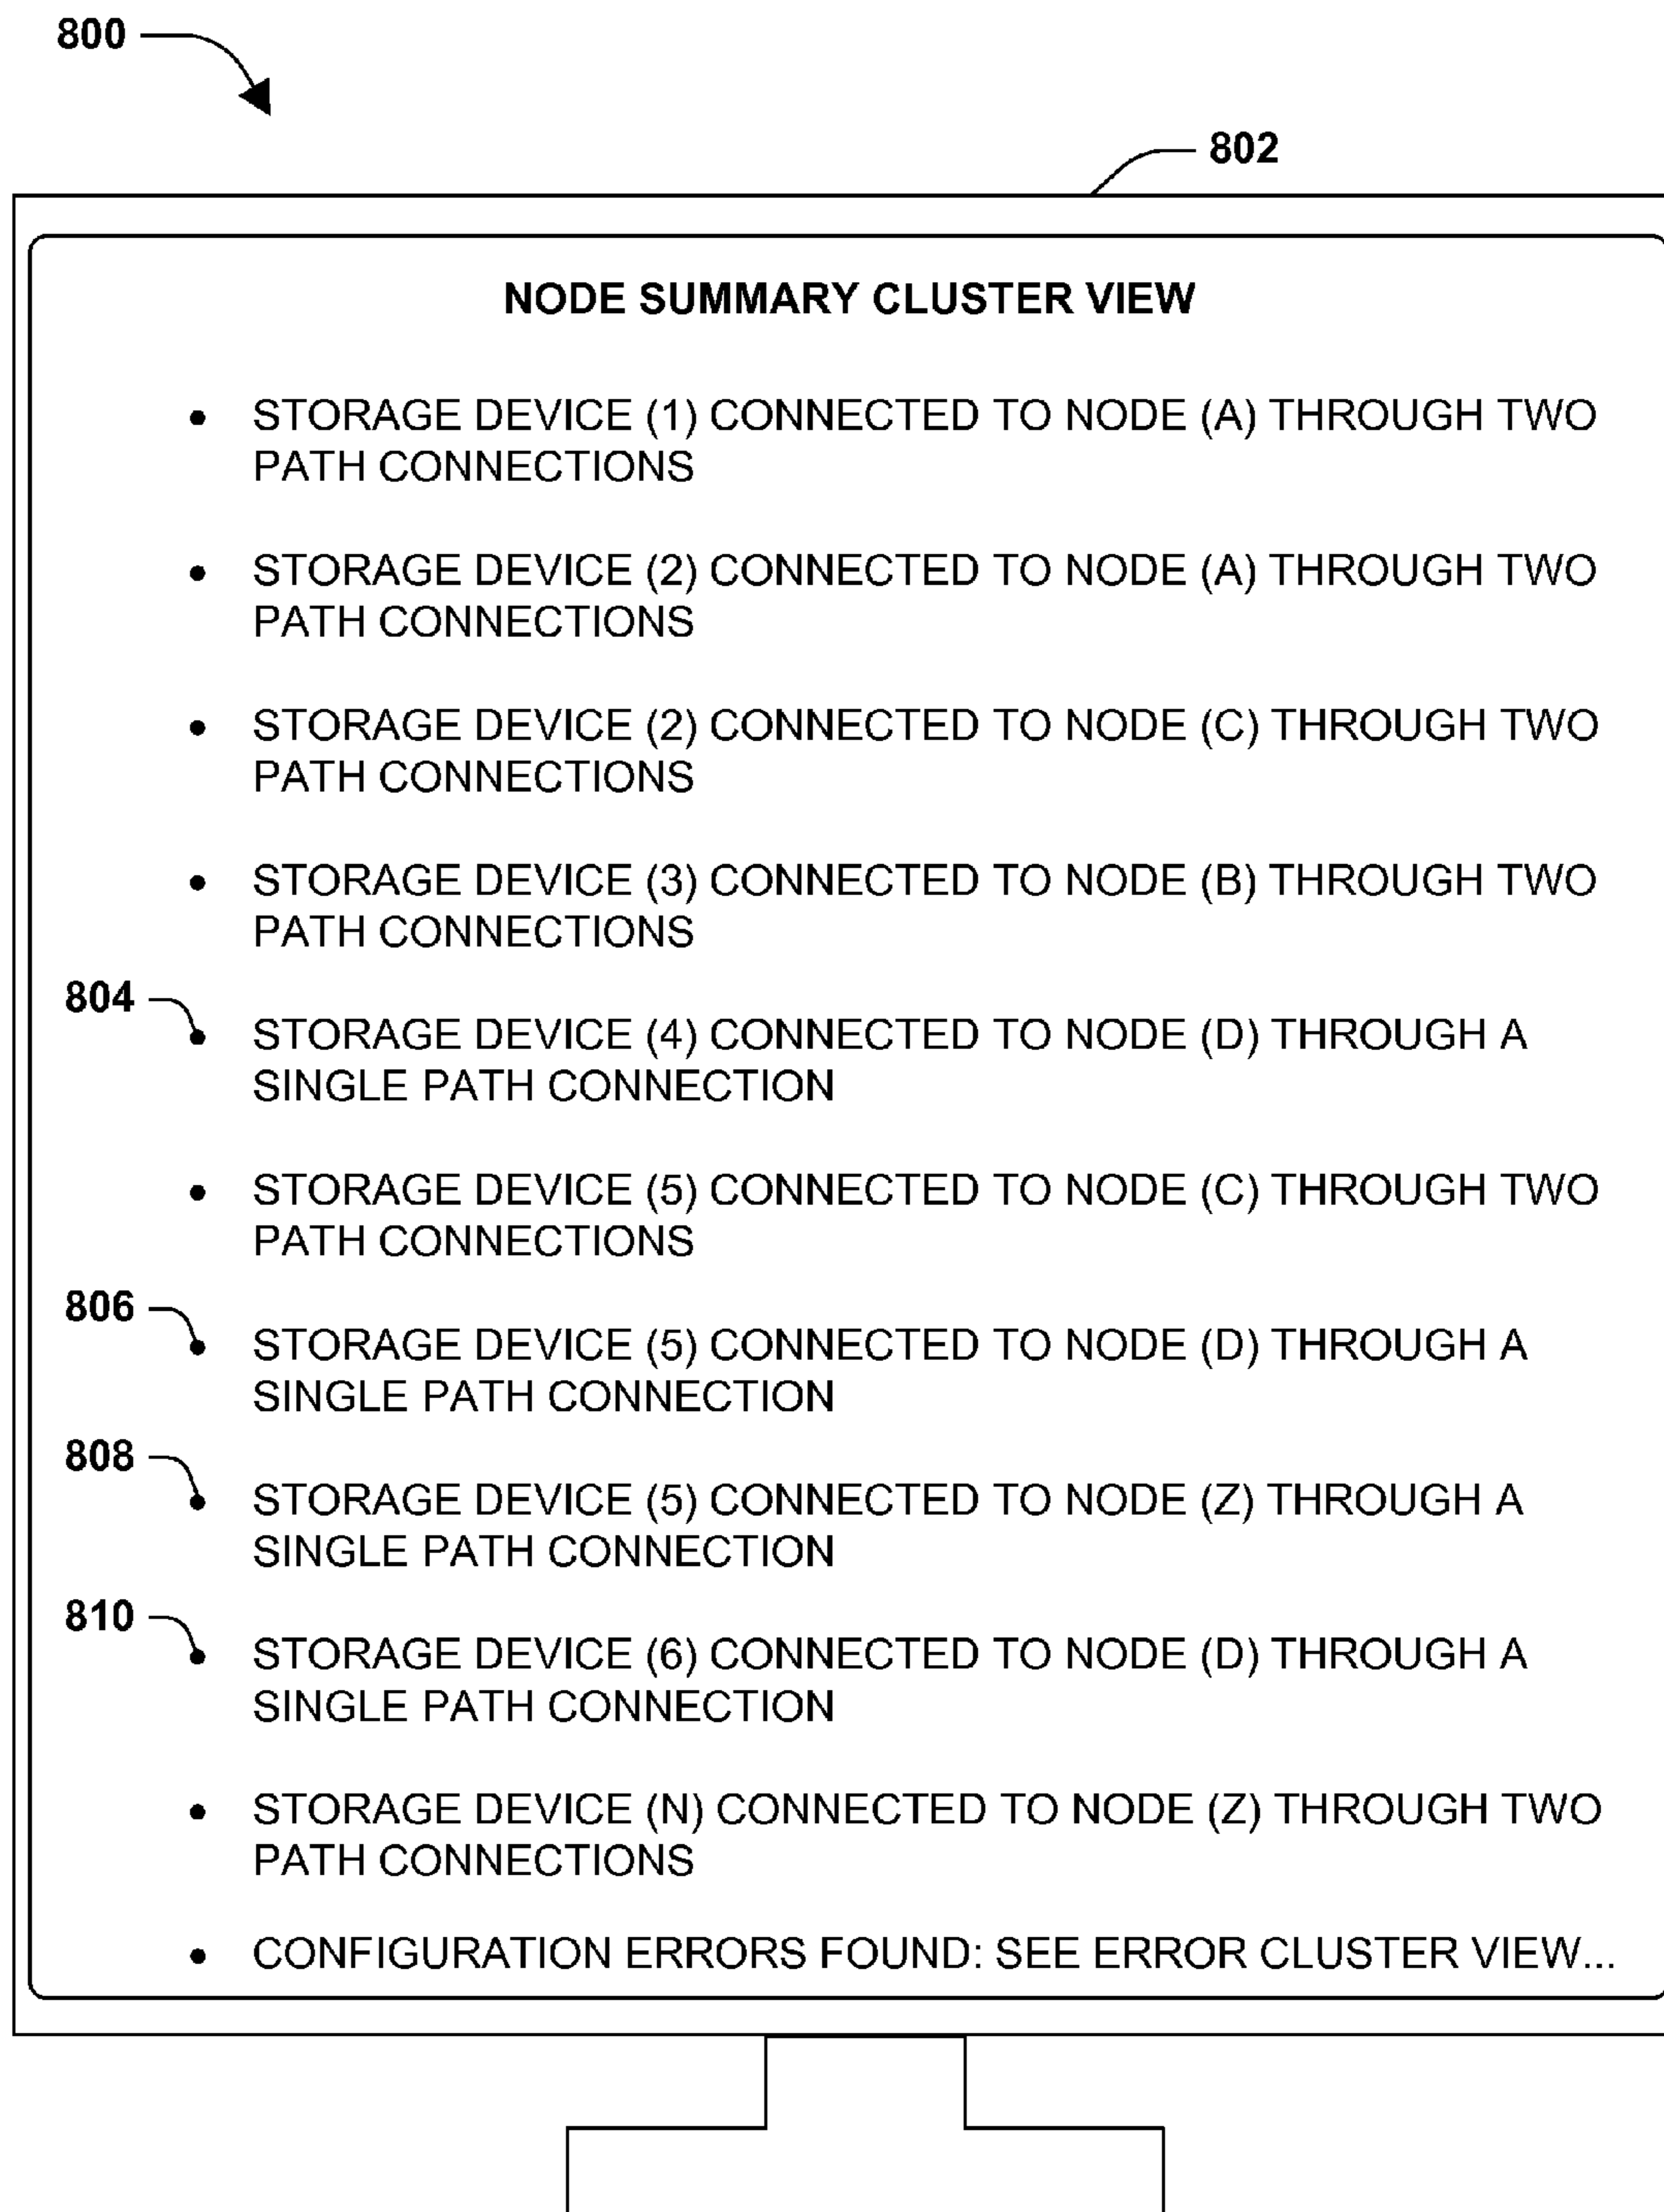 800
802
NODE SUMMARY CLUSTER VIEW
• STORAGE DEVICE (1) CONNECTED TO NODE (A) THROUGH TWO
PATH CONNECTIONS
• STORAGE DEVICE (2) CONNECTED TO NODE (A) THROUGH TWO
PATH CONNECTIONS
• STORAGE DEVICE (2) CONNECTED TO NODE (C) THROUGH TWO
PATH CONNECTIONS
• STORAGE DEVICE (3) CONNECTED TO NODE (B) THROUGH TWO
PATH CONNECTIONS
804
• STORAGE DEVICE (4) CONNECTED TO NODE (D) THROUGH A
SINGLE PATH CONNECTION
• STORAGE DEVICE (5) CONNECTED TO NODE (C) THROUGH TWO
PATH CONNECTIONS
806
• STORAGE DEVICE (5) CONNECTED TO NODE (D) THROUGH A
SINGLE PATH CONNECTION
808
• STORAGE DEVICE (5) CONNECTED TO NODE (Z) THROUGH A
SINGLE PATH CONNECTION
810
• STORAGE DEVICE (6) CONNECTED TO NODE (D) THROUGH A
SINGLE PATH CONNECTION
• STORAGE DEVICE (N) CONNECTED TO NODE (Z) THROUGH TWO
PATH CONNECTIONS
• CONFIGURATION ERRORS FOUND: SEE ERROR CLUSTER VIEW...